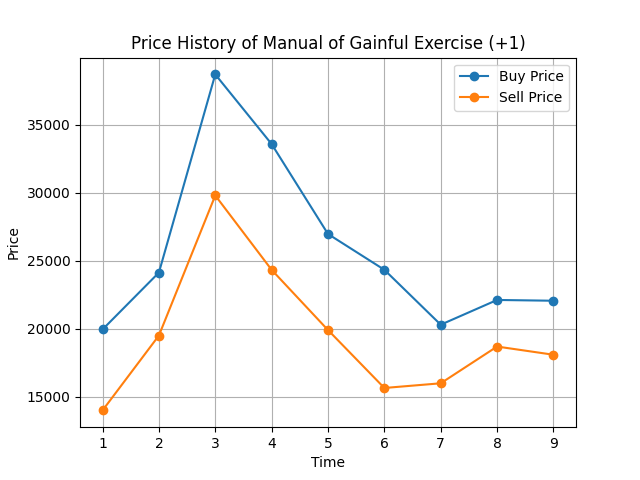 Price History of Manual of Gainful Exercise (+1)
Buy Price
Sell Price
35000
30000
25000
20000
15000
Price
1 2 3 4 5 6 7 8 9
Time